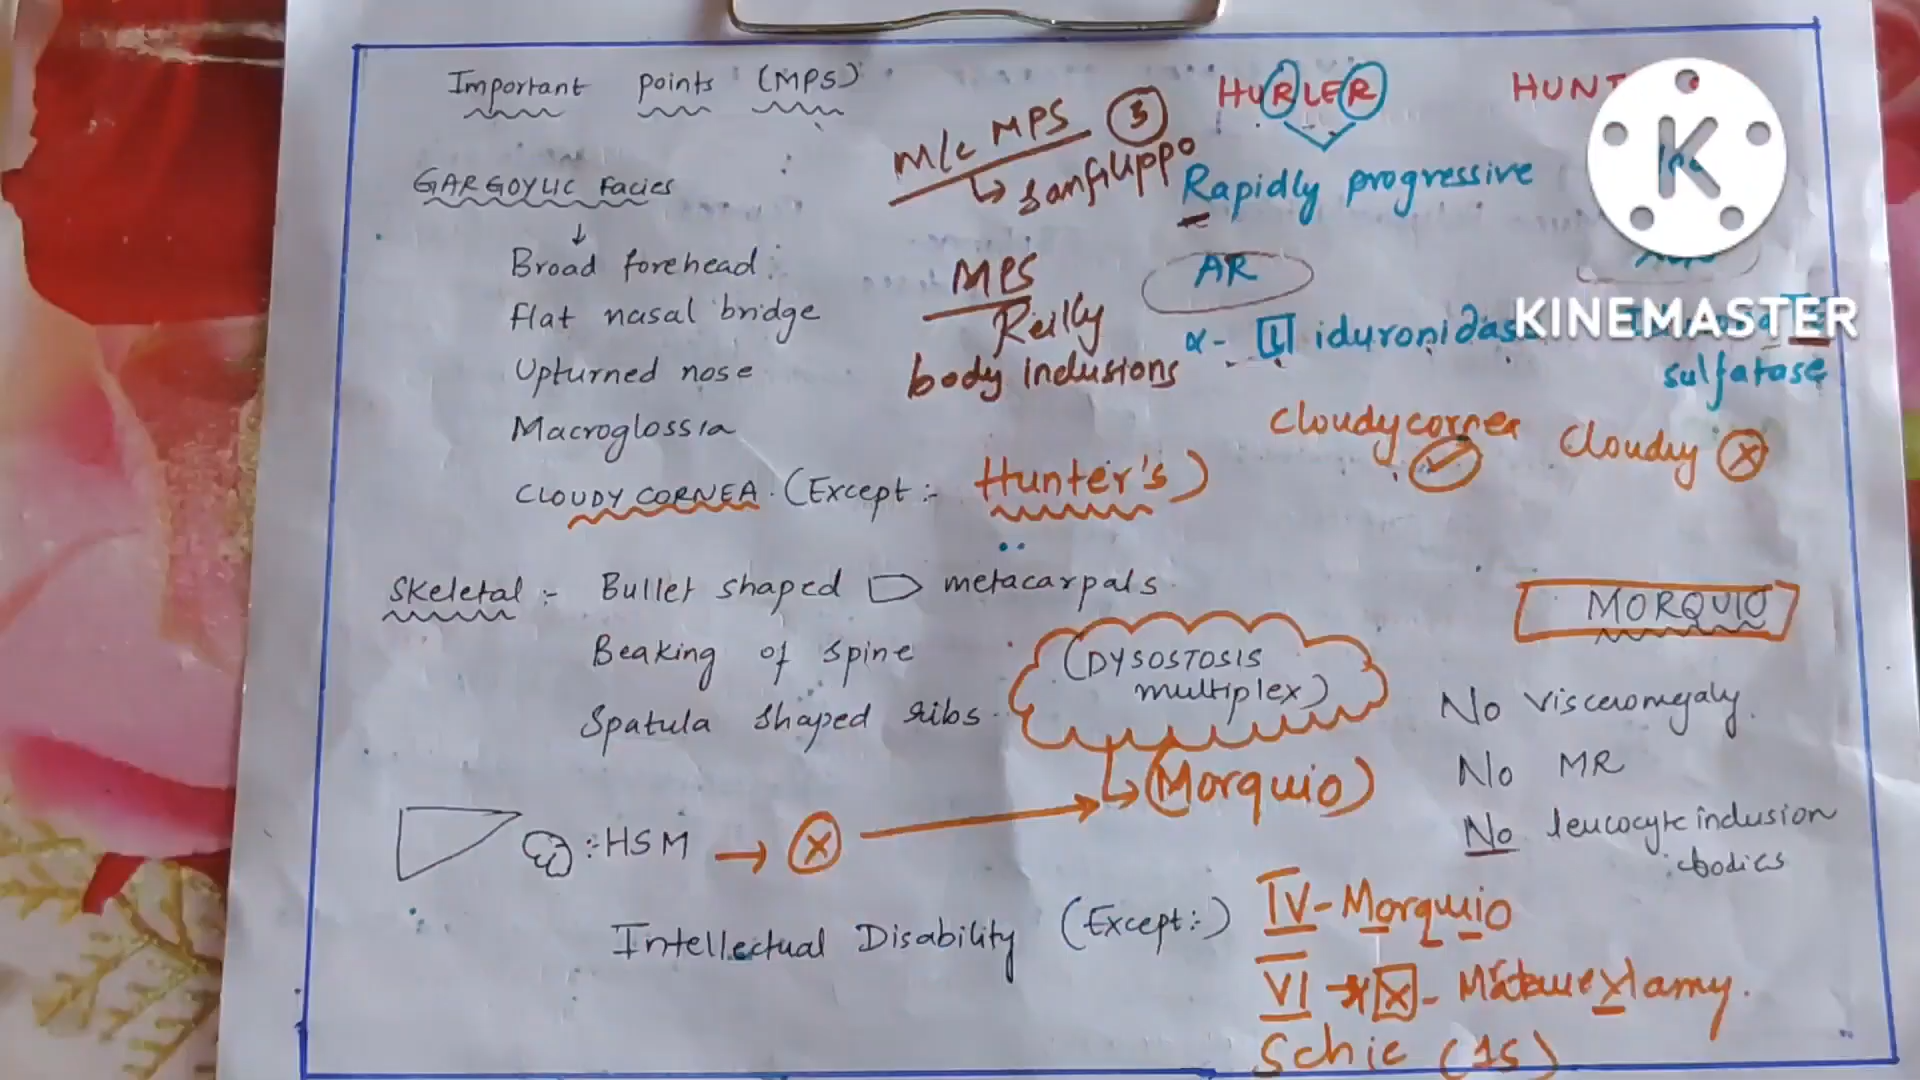 Important points (MPS)
GARGOYLIC Facies
↓
Broad forehead
Flat nasal bridge
Upturned nose
Macroglossia
CLOUDY CORNEA. (Except :- Hunter's)
M/c MPS 3
↳ Sanfilippo
MPS
Reilly
body inclusions
HURLER
Rapidly progressive
AR
α- L iduronidase
Cloudy cornea ✓
HUNT
sulfatase
Cloudy X
KINEMASTER
Skeletal :- Bullet shaped metacarpals
Beaking of spine
Spatula shaped ribs
(DYSOSTOSIS
multiplex)
↳ (Morquio)
: HSM → X →
MORQUIO
No visceromegaly.
No MR
No leucocyte inclusion
bodies
Intellectual Disability (Except:-) IV - Morquio
VI → X -
Schie (1S)